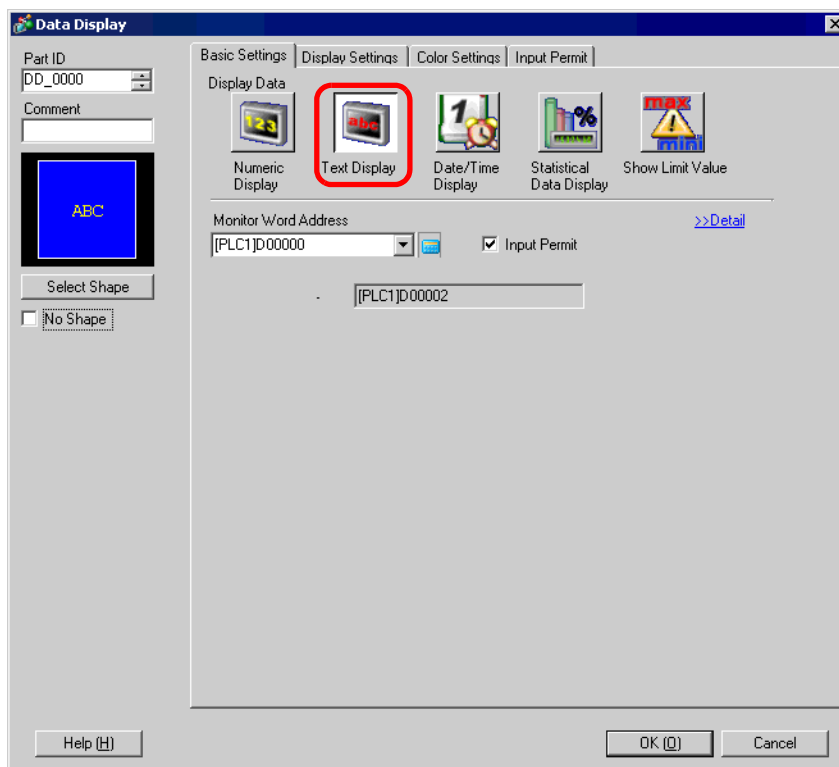 Data Display
Part ID
DD_0000
Comment
ABC
Select Shape
No Shape
Basic Settings
Display Settings
Color Settings
Input Permit
Display Data
123
abc
1
%
max
mini
Numeric
Display
Text Display
Date/Time
Display
Statistical
Data Display
Show Limit Value
Monitor Word Address
>>Detail
[PLC1]D00000
Input Permit
- [PLC1]D00002
Help (H)
OK (O)
Cancel